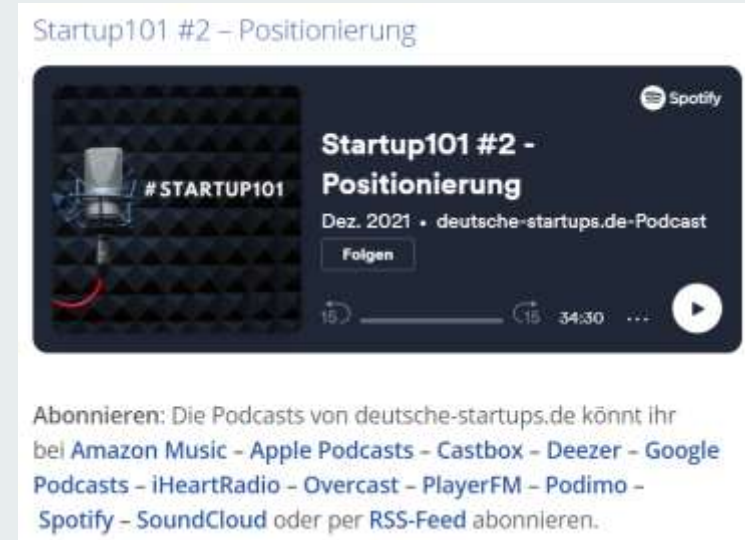 Startup101 #2 – Positionierung
Spotify
#STARTUP101
Startup101 #2 -
Positionierung
Dez. 2021 • deutsche-startups.de-Podcast
Folgen
15
15
34:30
...
Abonnieren: Die Podcasts von deutsche-startups.de könnt ihr
bei Amazon Music – Apple Podcasts – Castbox – Deezer – Google
Podcasts – iHeartRadio – Overcast – PlayerFM – Podimo –
Spotify – SoundCloud oder per RSS-Feed abonnieren.